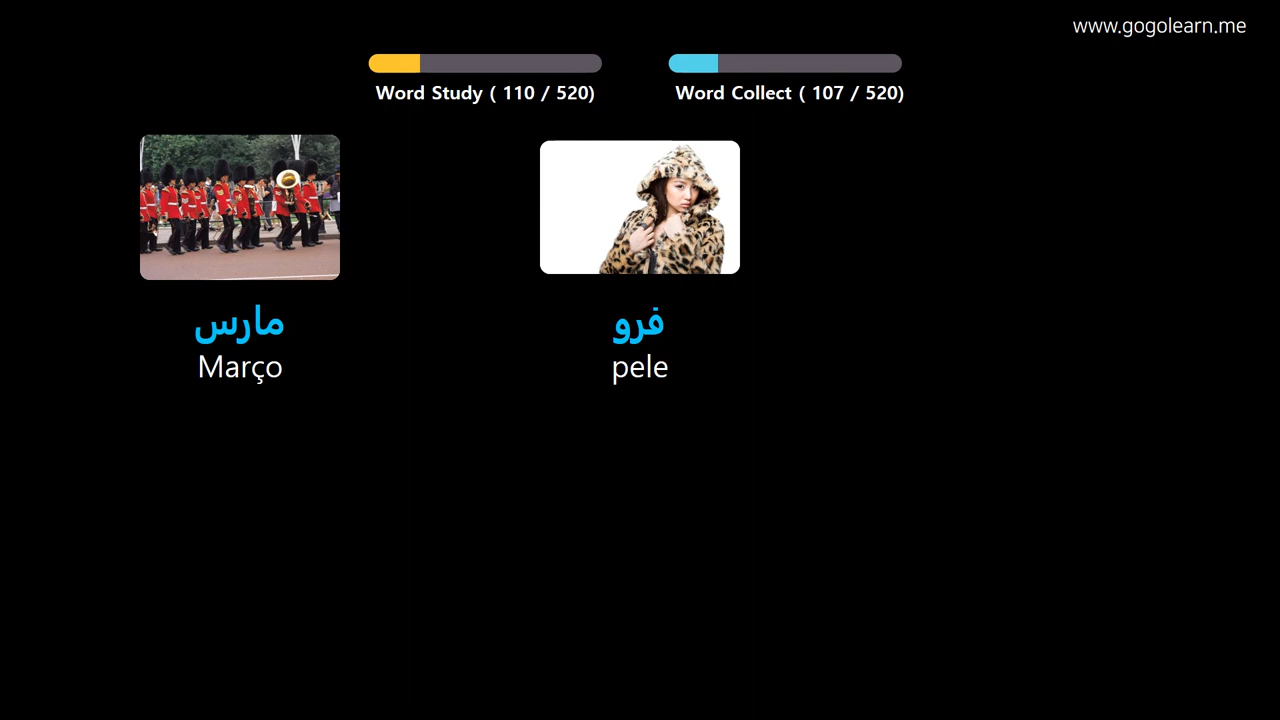 www.gogolearn.me
Word Study ( 110 / 520)
Word Collect ( 107 / 520)
مارس
Março
فرو
pele